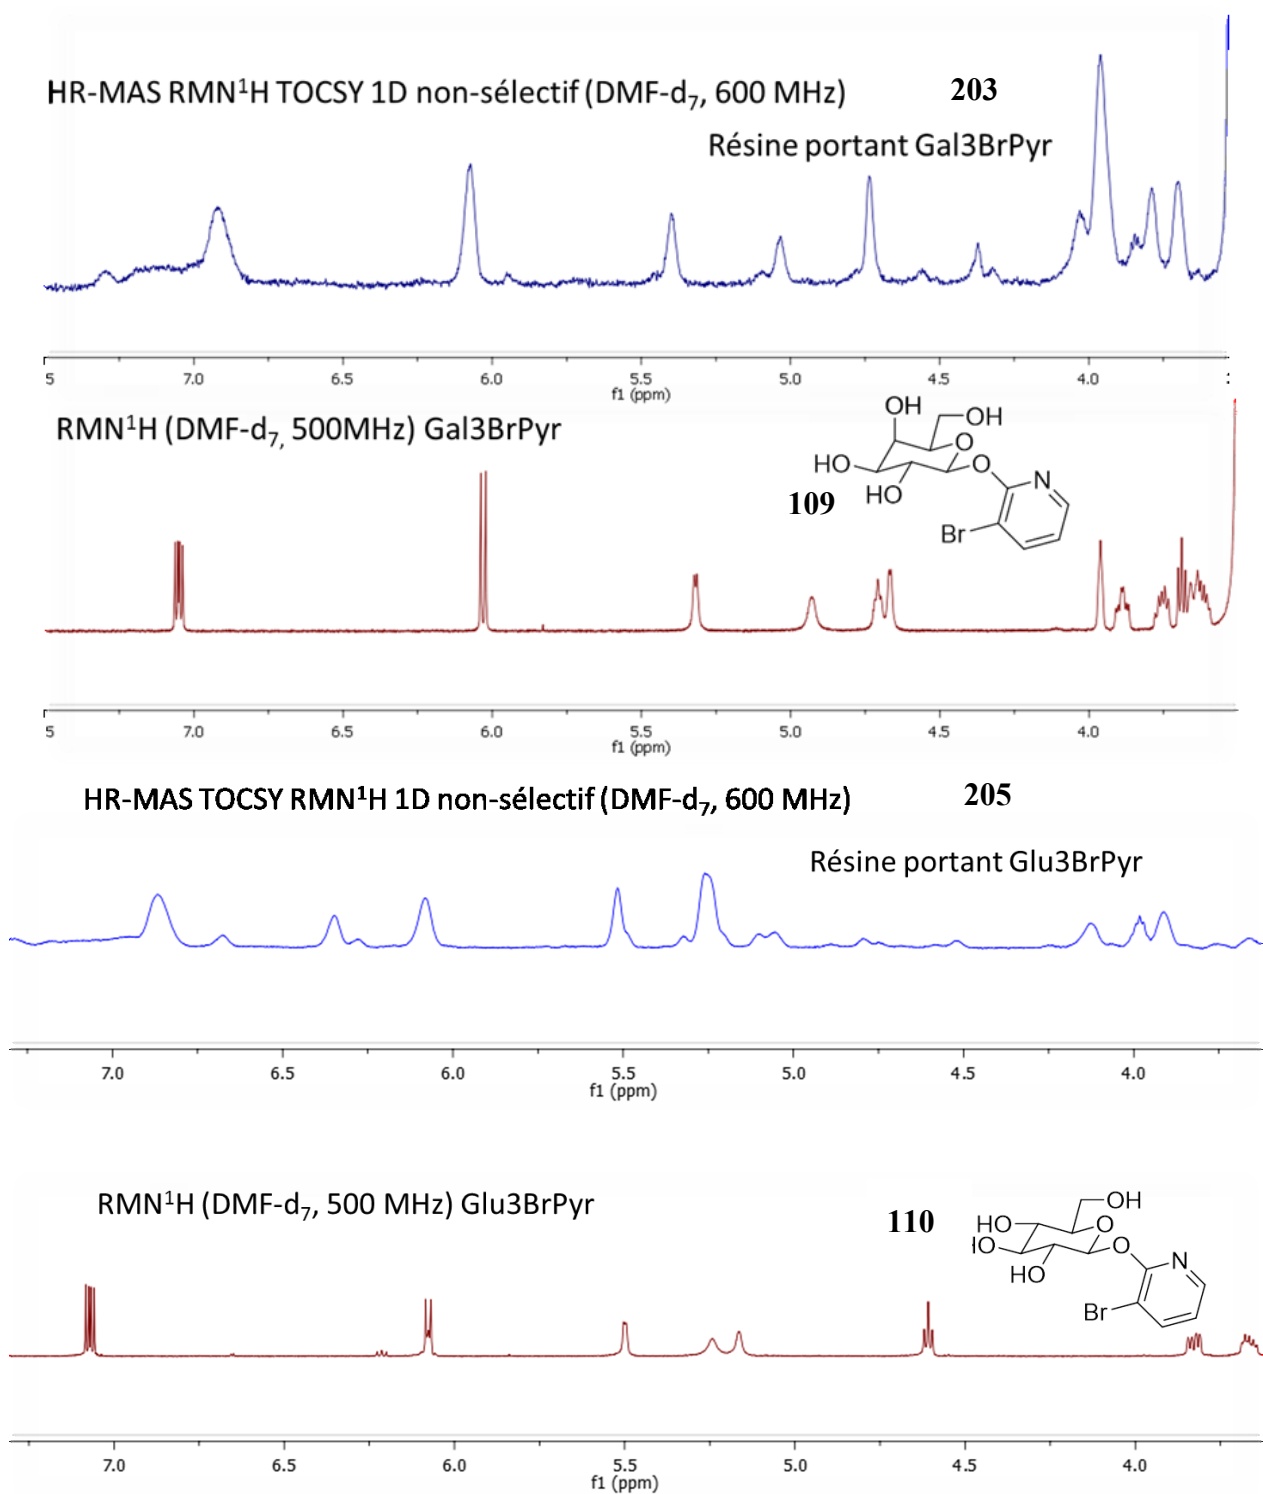 HR-MAS RMN¹H TOCSY 1D non-sélectif (DMF-d₇, 600 MHz) 203
Résine portant Gal3BrPyr
5 7.0 6.5 6.0 5.5 5.0 4.5 4.0 :
f1 (ppm)
RMN¹H (DMF-d₇, 500MHz) Gal3BrPyr
OH
OH
O
HO
O
HO
N
109
Br
5 7.0 6.5 6.0 5.5 5.0 4.5 4.0
f1 (ppm)
HR-MAS TOCSY RMN¹H 1D non-sélectif (DMF-d₇, 600 MHz) 205
Résine portant Glu3BrPyr
7.0 6.5 6.0 5.5 5.0 4.5 4.0
f1 (ppm)
RMN¹H (DMF-d₇, 500 MHz) Glu3BrPyr
110
OH
HO
O
IO
O
HO
N
Br
7.0 6.5 6.0 5.5 5.0 4.5 4.0
f1 (ppm)